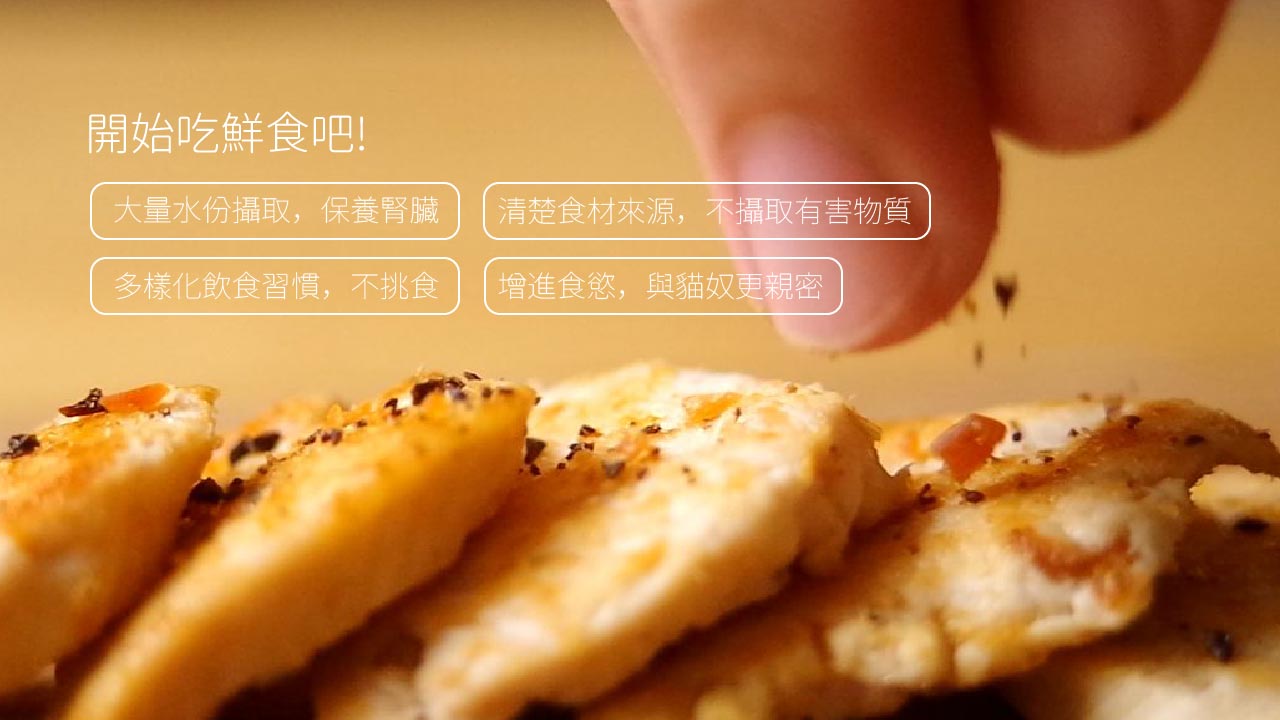 開始吃鮮食吧!
大量水份攝取，保養腎臟
清楚食材來源，不攝取有害物質
多樣化飲食習慣，不挑食
增進食慾，與貓奴更親密